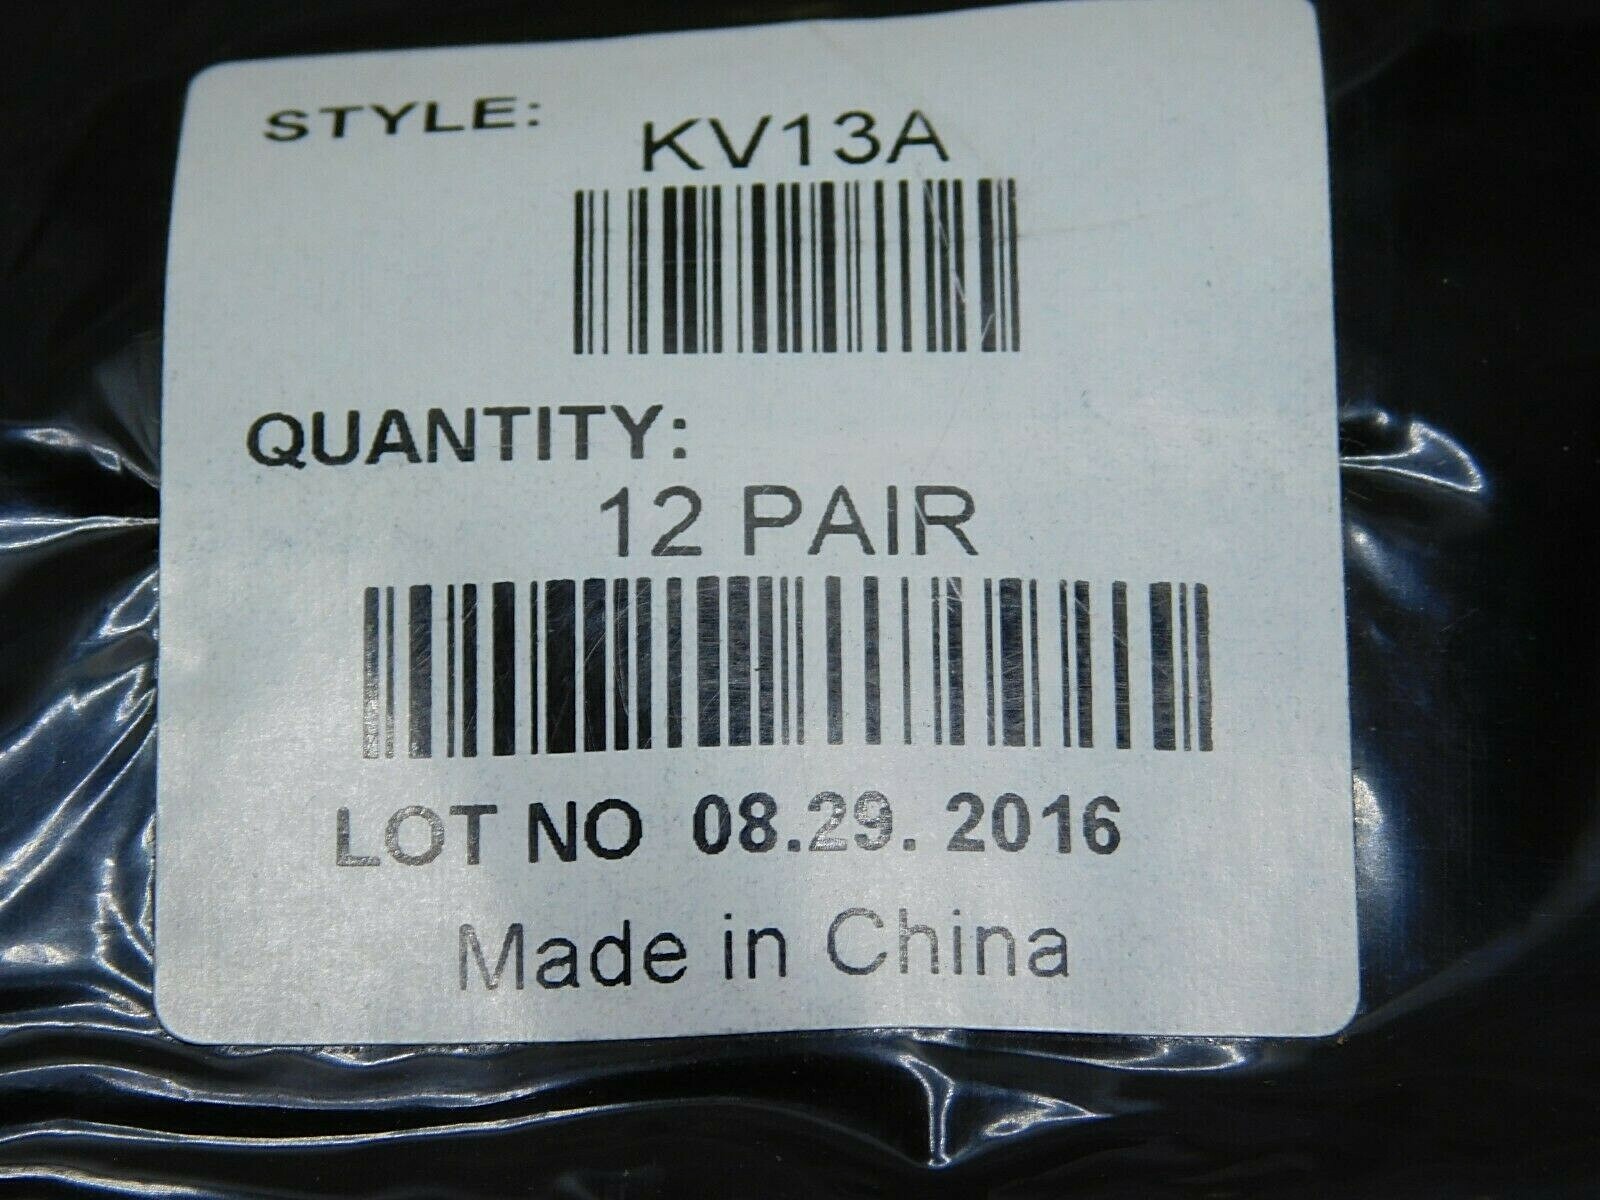 STYLE: KV13A
QUANTITY:
12 PAIR
LOT NO 08.29. 2016
Made in China